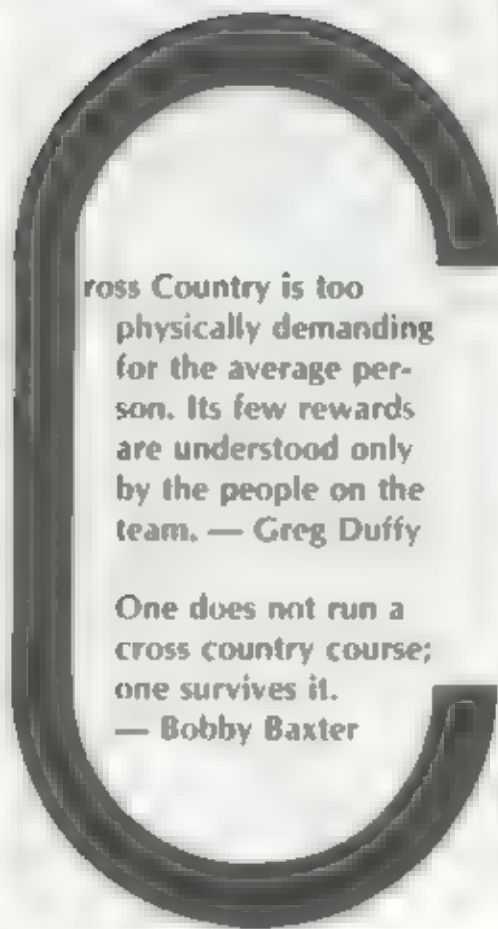 Cross Country is too
physically demanding
for the average per-
son. Its few rewards
are understood only
by the people on the
team. — Greg Duffy
One does not run a
cross country course;
one survives it.
— Bobby Baxter